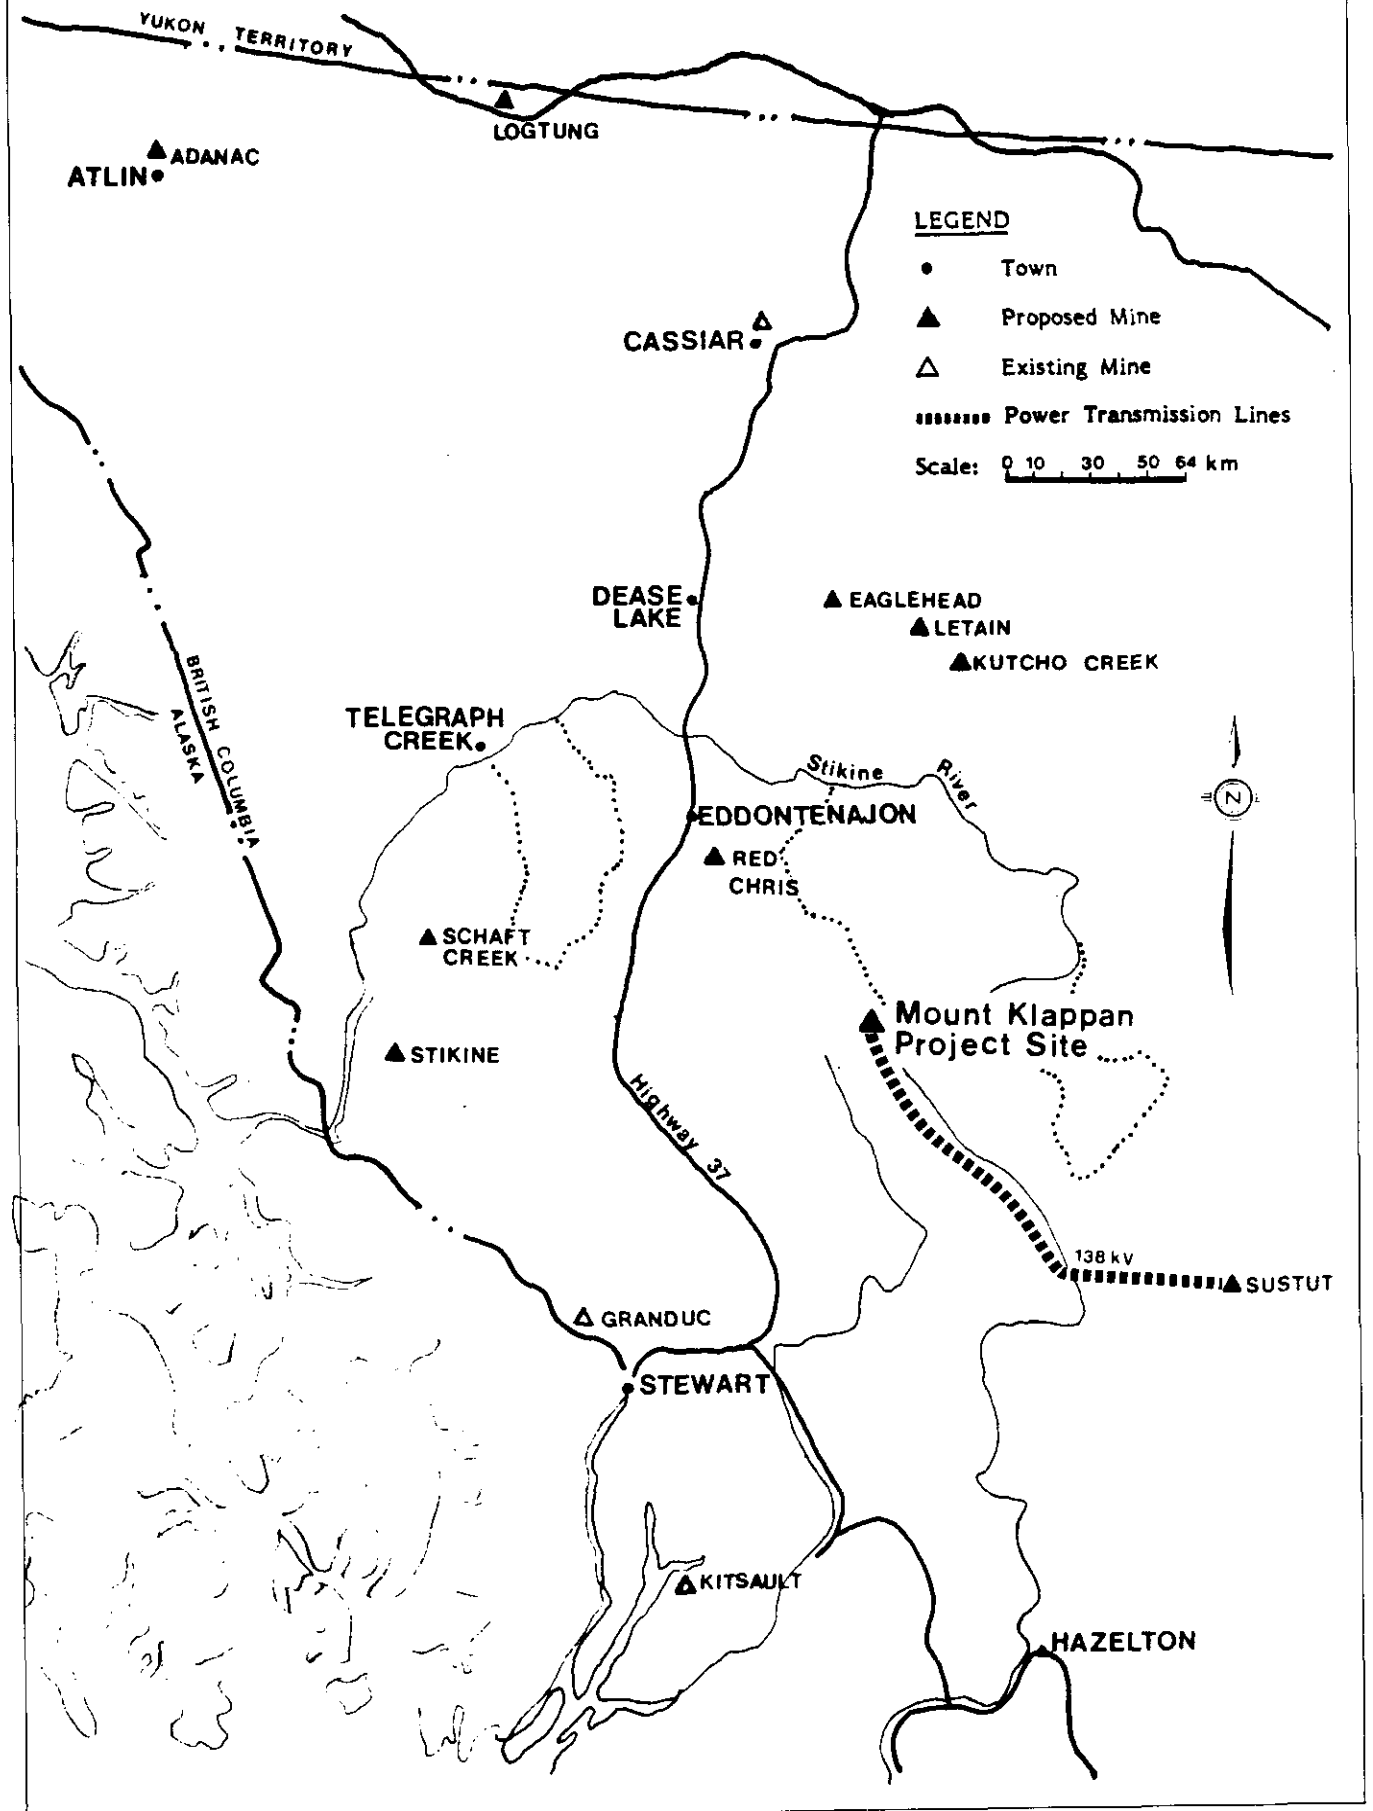 YUKON TERRITORY
LOGTUNG
ADANAC
ATLIN
LEGEND
Town
Proposed Mine
Existing Mine
Power Transmission Lines
Scale: 0 10 30 50 64 km
CASSIAR
DEASE
LAKE
EAGLEHEAD
LETAIN
KUTCHO CREEK
BRITISH COLUMBIA
ALASKA
TELEGRAPH
CREEK
Stikine River
N
EDDONTENAJON
RED
CHRIS
SCHAFT
CREEK
Mount Klappan
Project Site
STIKINE
Highway 37
138 kV
SUSTUT
GRANDUC
STEWART
KITSAULT
HAZELTON